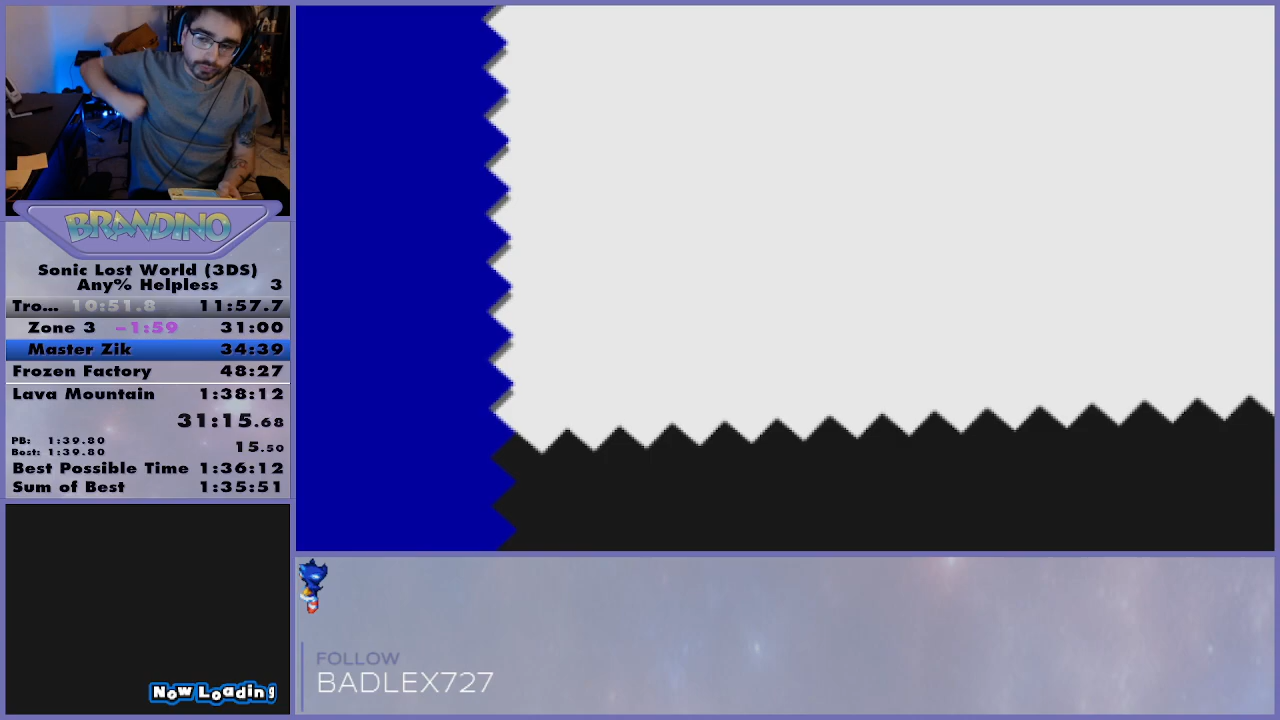 BRANDINO
Sonic Lost World (3DS)
Any% Helpless 3
Tro... 10:51.8 11:57.7
Zone 3 -1:59 31:00
Master Zik 34:39
Frozen Factory 48:27
Lava Mountain 1:38:12
31:15.68
PB: 1:39.80
Best: 1:39.80
15.50
Best Possible Time 1:36:12
Sum of Best 1:35:51
Now Loading
FOLLOW
BADLEX727